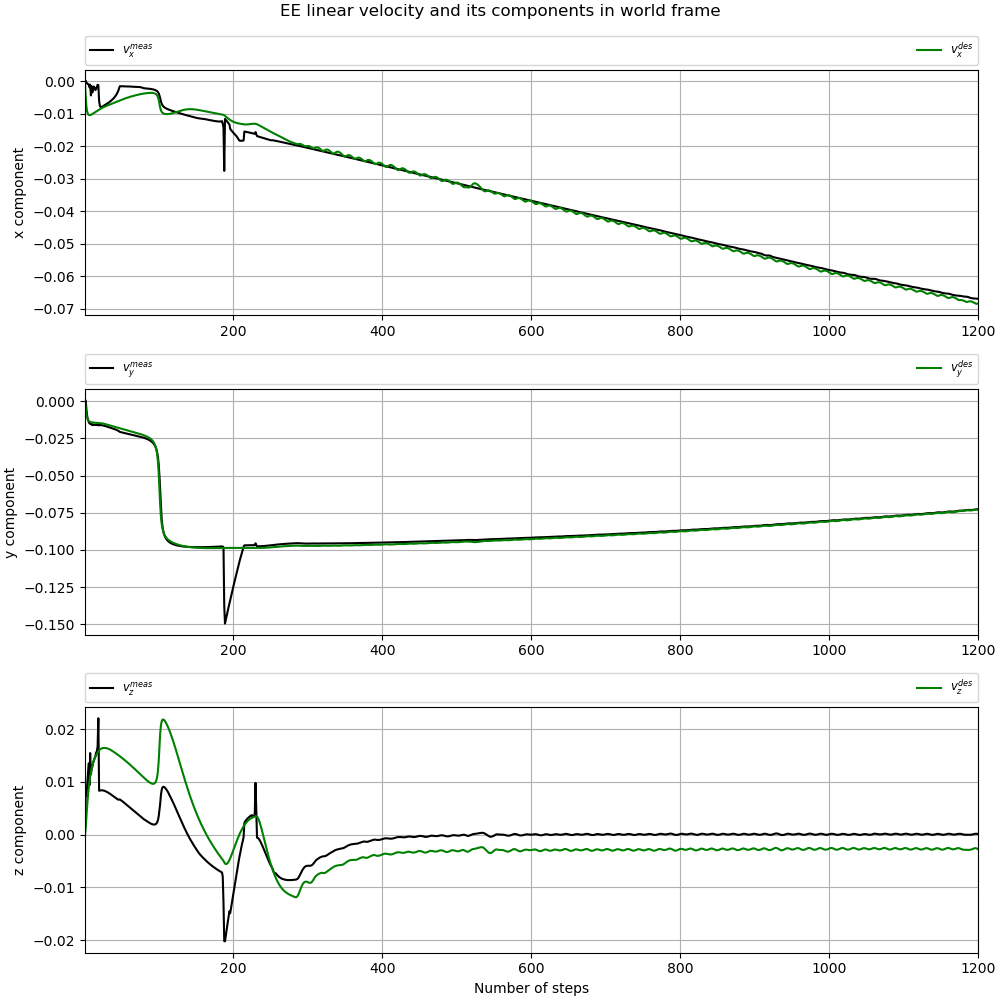 EE linear velocity and its components in world frame
v_x^meas v_x^des
0.00
−0.01
−0.02
−0.03
−0.04
−0.05
−0.06
−0.07
x component
200 400 600 800 1000 1200
v_y^meas v_y^des
0.000
−0.025
−0.050
−0.075
−0.100
−0.125
−0.150
y component
200 400 600 800 1000 1200
v_z^meas v_z^des
0.02
0.01
0.00
−0.01
−0.02
z component
200 400 600 800 1000 1200
Number of steps